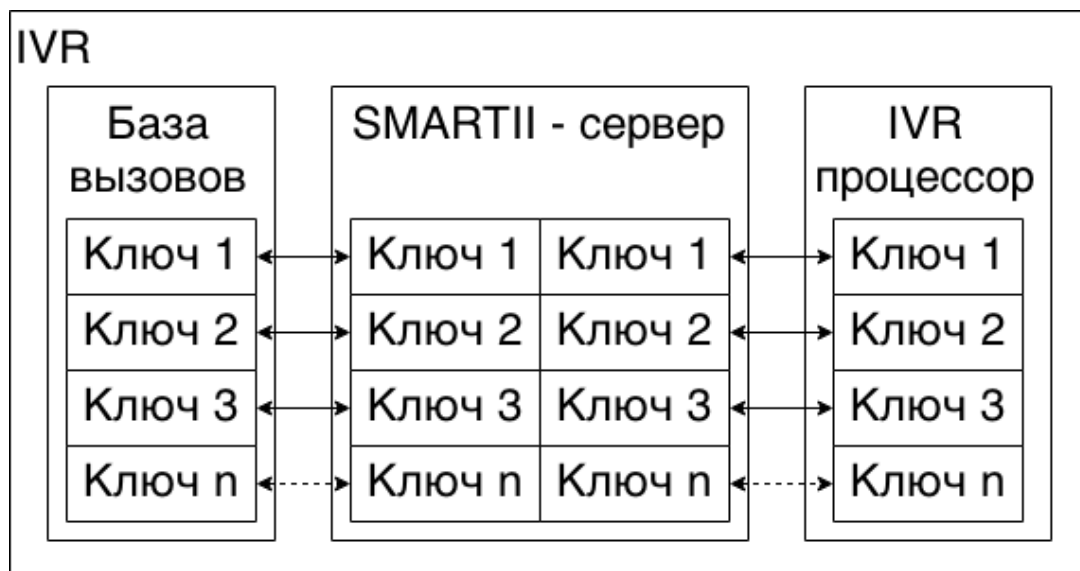 IVR
База
вызовов
SMARTII - сервер
IVR
процессор
Ключ 1
Ключ 1
Ключ 1
Ключ 1
Ключ 2
Ключ 2
Ключ 2
Ключ 2
Ключ 3
Ключ 3
Ключ 3
Ключ 3
Ключ n
Ключ n
Ключ n
Ключ n